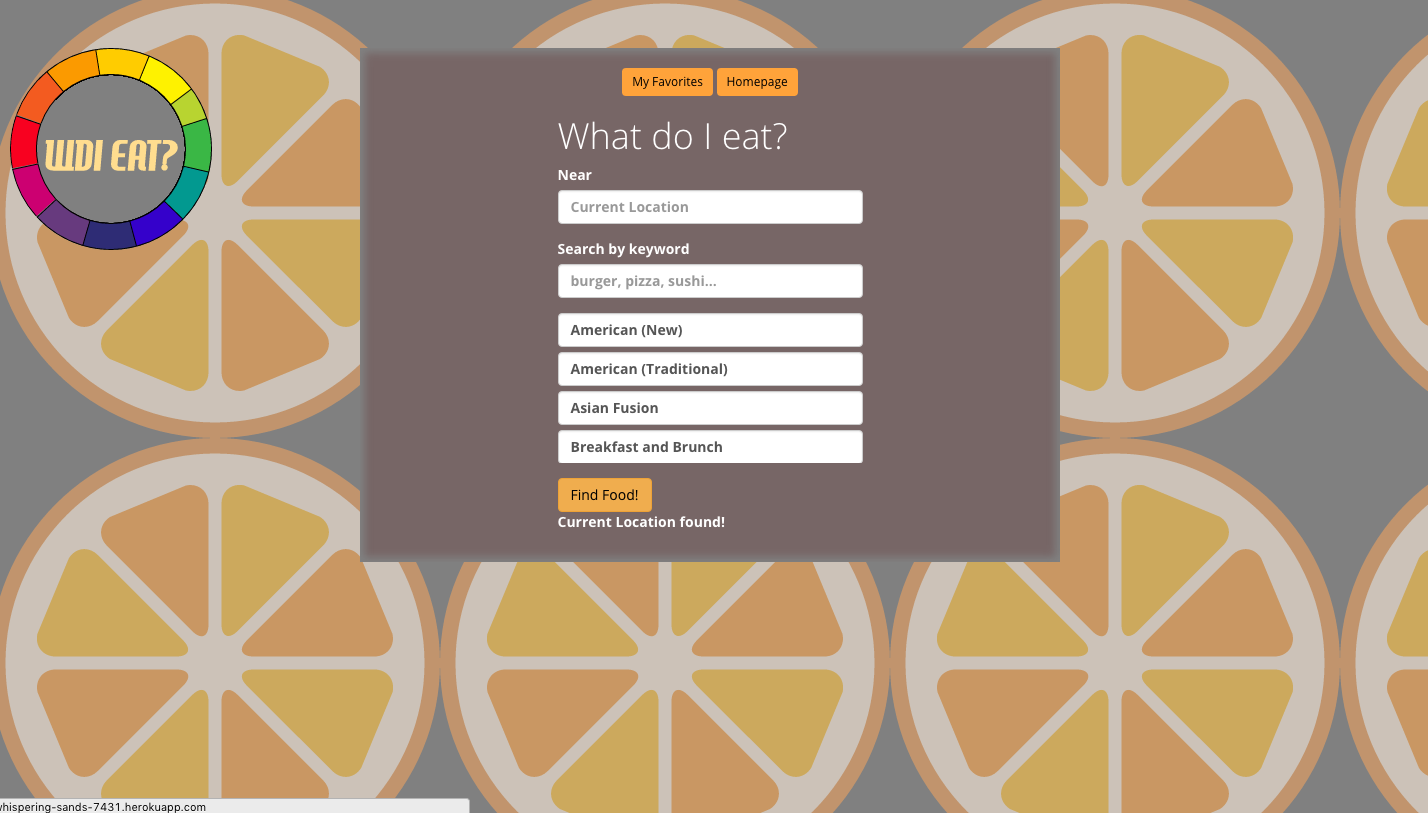 My Favorites Homepage
WDI EAT?
What do I eat?
Near
Current Location
Search by keyword
burger, pizza, sushi...
American (New)
American (Traditional)
Asian Fusion
Breakfast and Brunch
Find Food!
Current Location found!
whispering-sands-7431.herokuapp.com